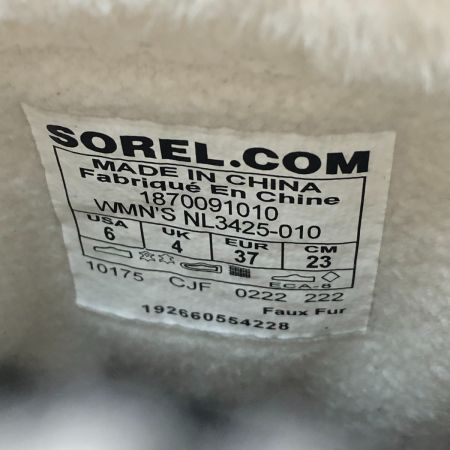 SOREL.COM
MADE IN CHINA
Fabriqué En Chine
1870091010
WMN'S NL3425-010
USA UK EUR CM
6 4 37 23
ECA-8
10175 CJF 0222 222
Faux Fur
192660554228